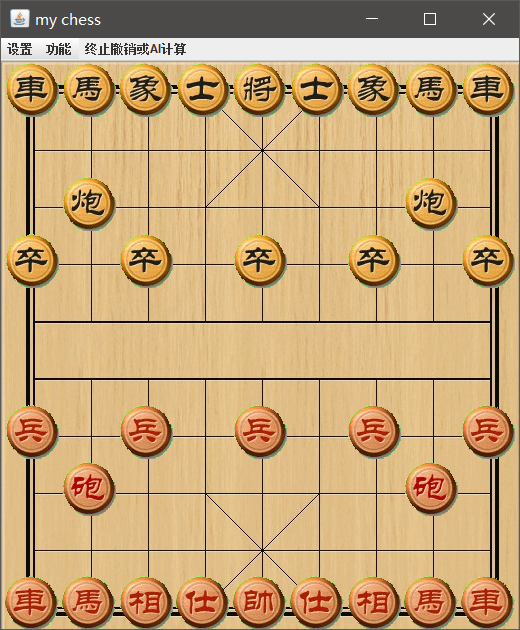 my chess
设置 功能 终止撤销或AI计算
車 馬 象 士 將 士 象 馬 車
炮 炮
卒 卒 卒 卒 卒
兵 兵 兵 兵 兵
砲 砲
車 馬 相 仕 帥 仕 相 馬 車